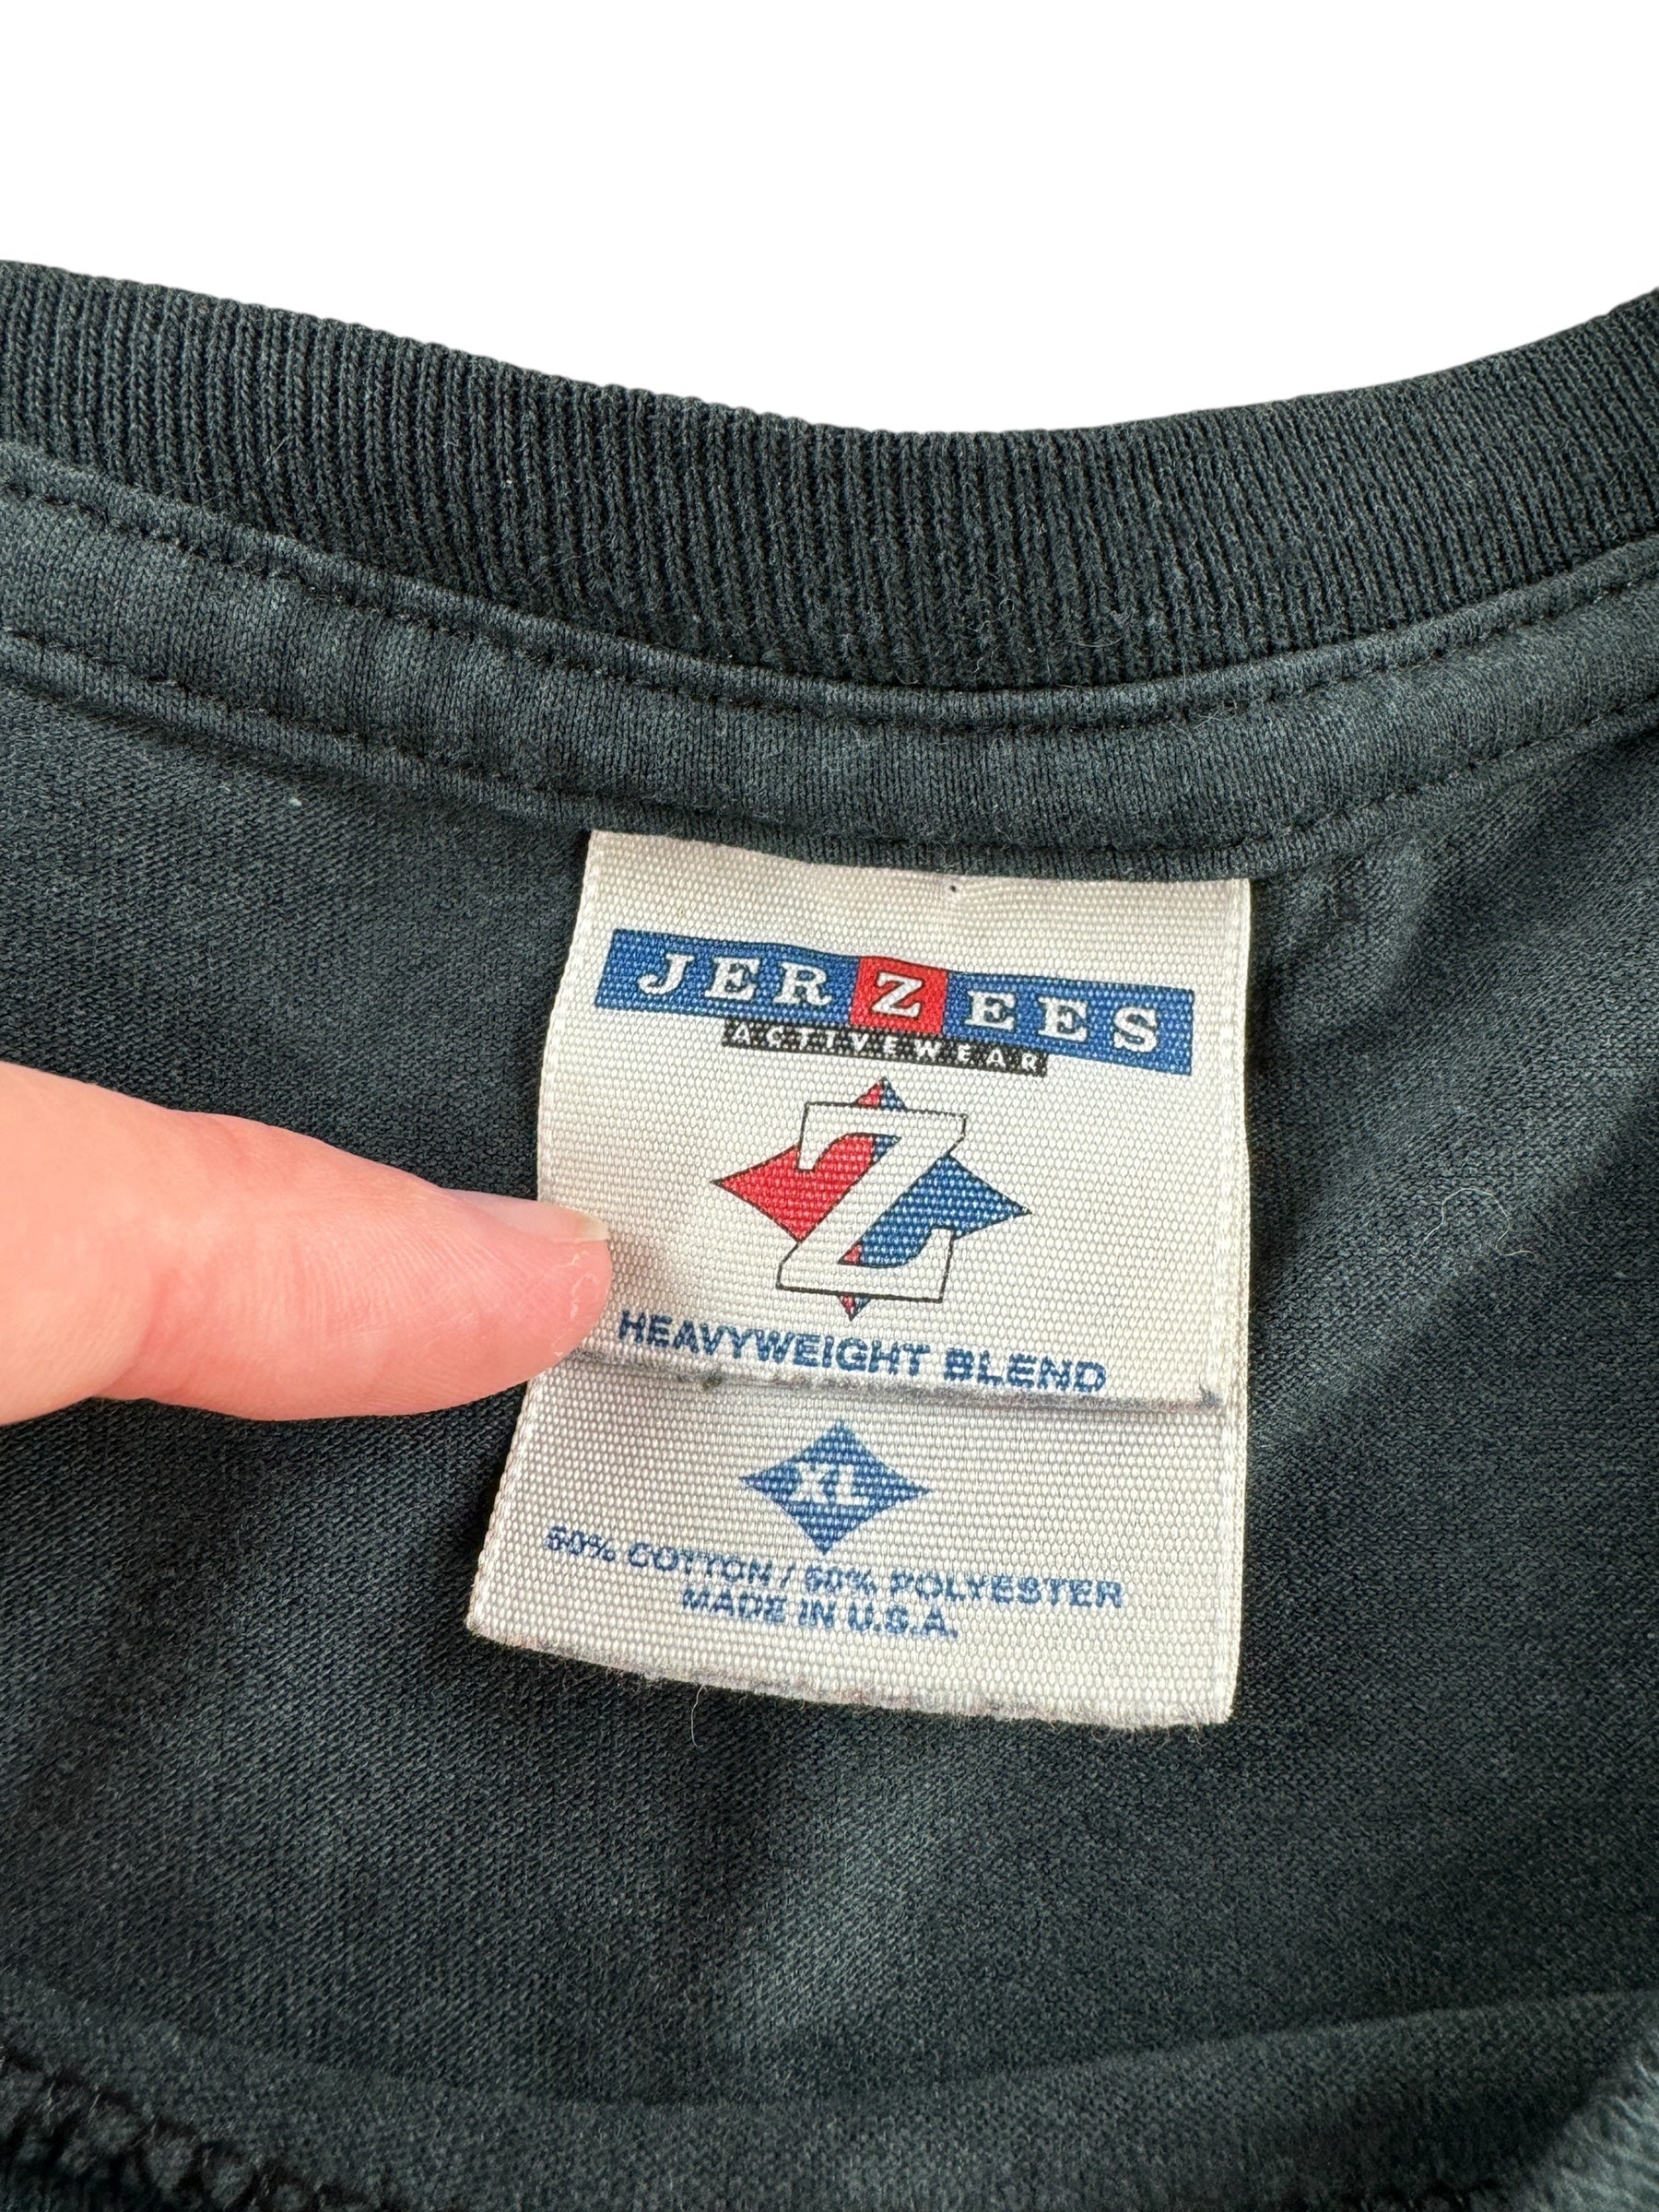 JERZEES
ACTIVEWEAR
Z
HEAVYWEIGHT BLEND
XL
50% COTTON / 50% POLYESTER
MADE IN U.S.A.